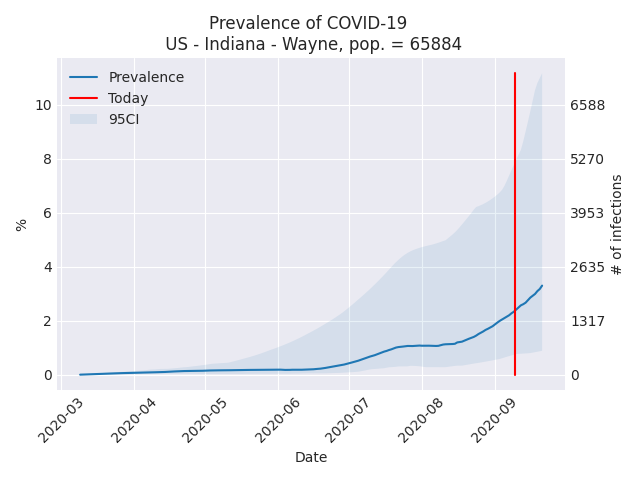 Prevalence of COVID-19
US - Indiana - Wayne, pop. = 65884
Prevalence
Today
95CI
10
8
6
4
2
0
%
6588
5270
3953
2635
1317
0
# of infections
2020-03
2020-04
2020-05
2020-06
2020-07
2020-08
2020-09
Date